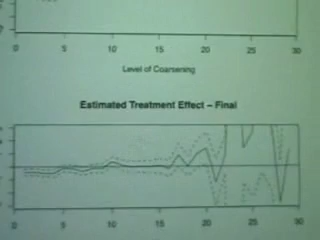 0 5 10 15 20 25 30
Level of Coarsening
Estimated Treatment Effect – Final
0 5 10 15 20 25 30